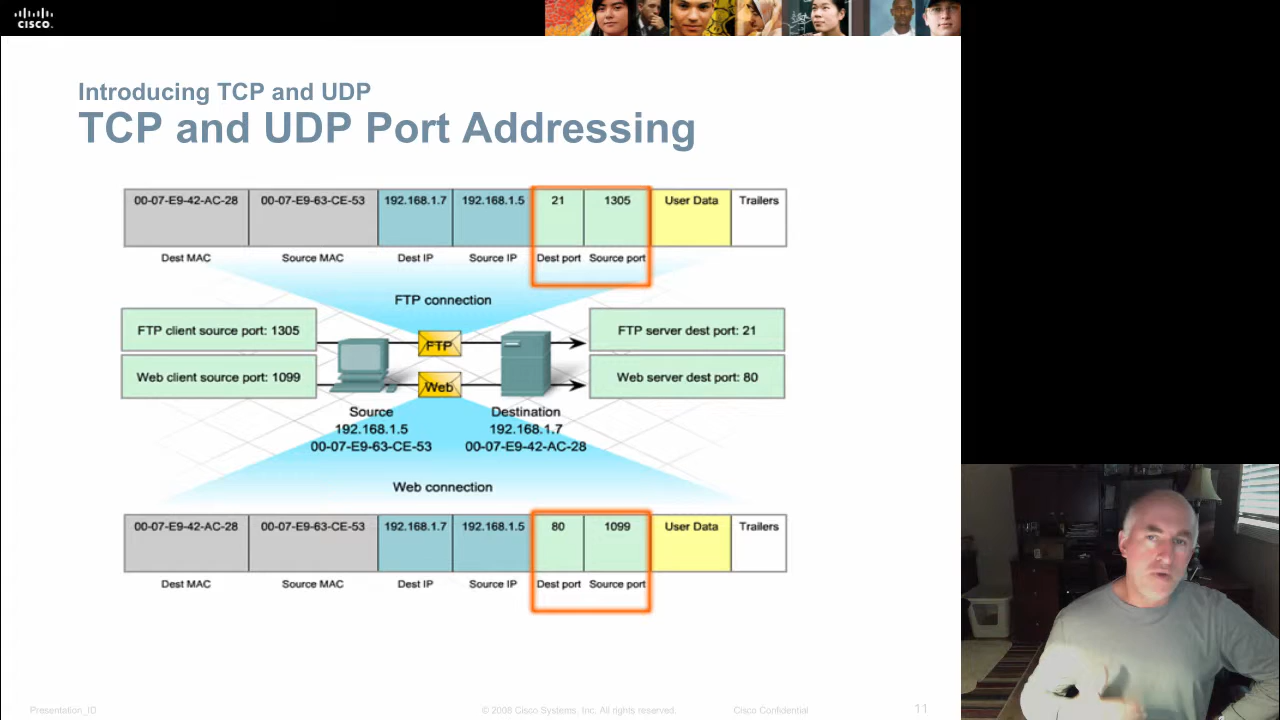 CISCO
Introducing TCP and UDP
TCP and UDP Port Addressing
00-07-E9-42-AC-28 00-07-E9-63-CE-53 192.168.1.7 192.168.1.5 21 1305 User Data Trailers
Dest MAC Source MAC Dest IP Source IP Dest port Source port
FTP connection
FTP client source port: 1305
FTP
FTP server dest port: 21
Web client source port: 1099
Web
Web server dest port: 80
Source
192.168.1.5
00-07-E9-63-CE-53
Destination
192.168.1.7
00-07-E9-42-AC-28
Web connection
00-07-E9-42-AC-28 00-07-E9-63-CE-53 192.168.1.7 192.168.1.5 80 1099 User Data Trailers
Dest MAC Source MAC Dest IP Source IP Dest port Source port
Presentation_ID © 2008 Cisco Systems, Inc. All rights reserved. Cisco Confidential 11